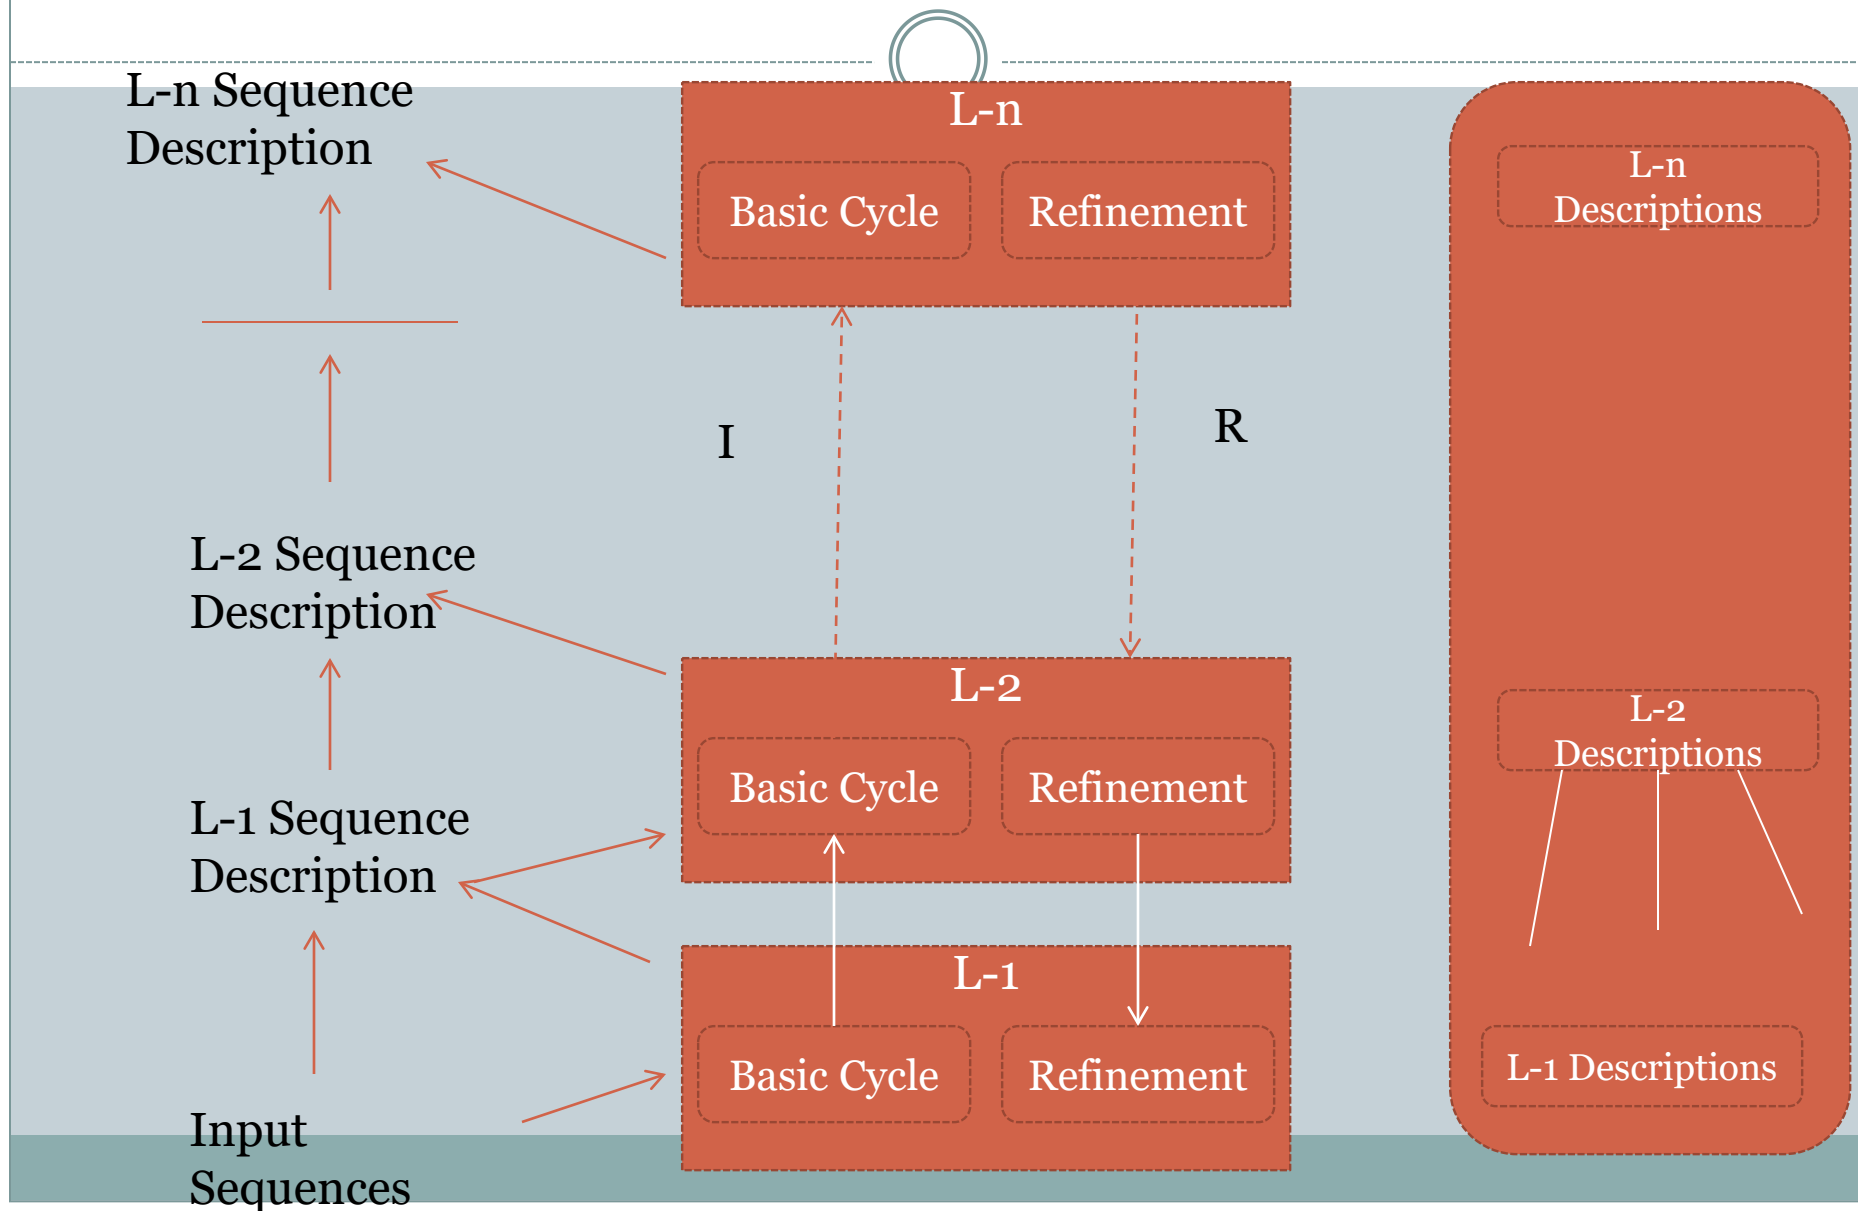 L-n Sequence
Description
L-n
Basic Cycle
Refinement
L-n
Descriptions
I
R
L-2 Sequence
Description
L-2
Basic Cycle
Refinement
L-2
Descriptions
L-1 Sequence
Description
L-1
Basic Cycle
Refinement
L-1 Descriptions
Input
Sequences